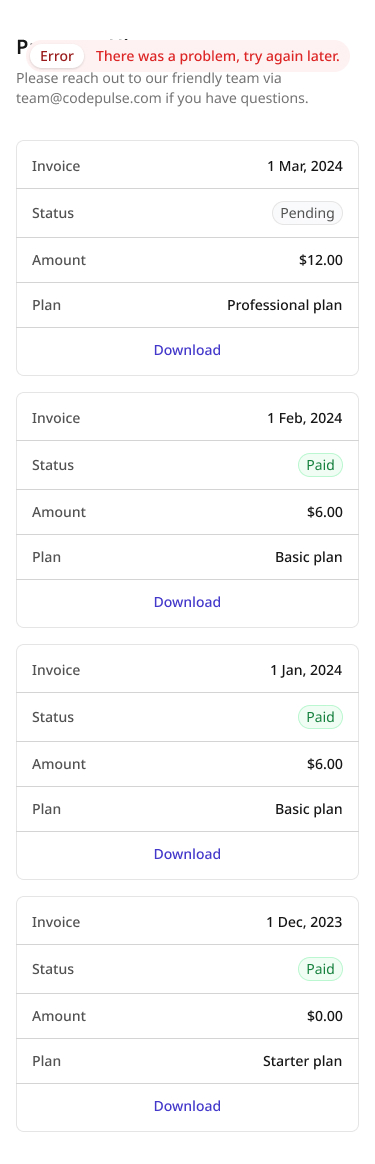 Error There was a problem, try again later.
Please reach out to our friendly team via
team@codepulse.com if you have questions.
Invoice 1 Mar, 2024
Status Pending
Amount $12.00
Plan Professional plan
Download
Invoice 1 Feb, 2024
Status Paid
Amount $6.00
Plan Basic plan
Download
Invoice 1 Jan, 2024
Status Paid
Amount $6.00
Plan Basic plan
Download
Invoice 1 Dec, 2023
Status Paid
Amount $0.00
Plan Starter plan
Download